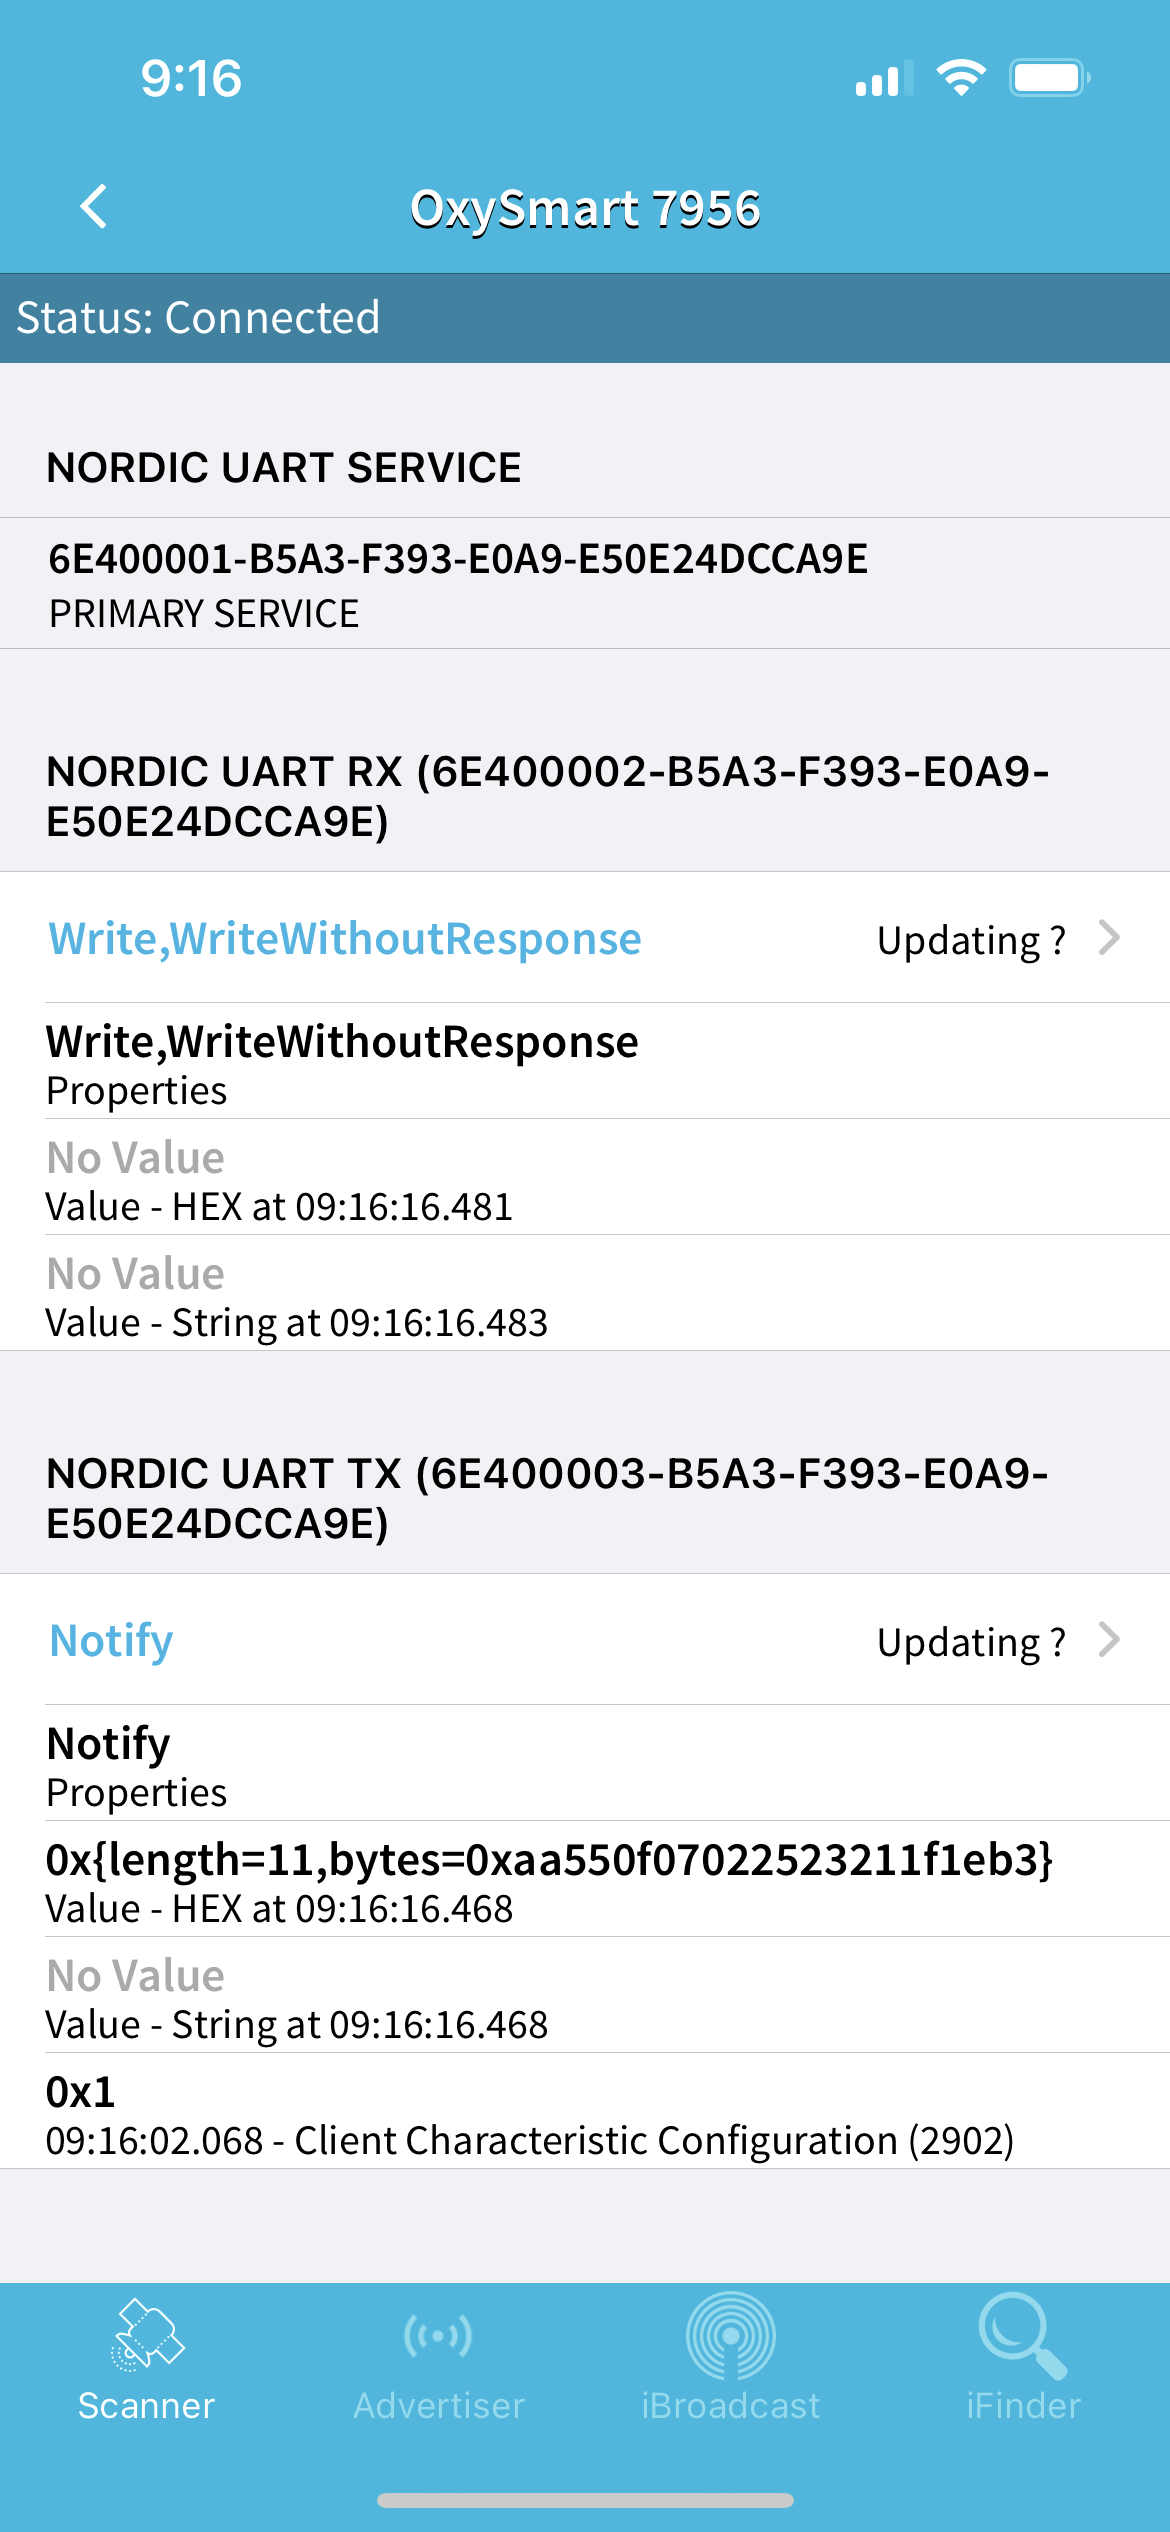 9:16
OxySmart 7956
Status: Connected
NORDIC UART SERVICE
6E400001-B5A3-F393-E0A9-E50E24DCCA9E
PRIMARY SERVICE
NORDIC UART RX (6E400002-B5A3-F393-E0A9-
E50E24DCCA9E)
Write,WriteWithoutResponse Updating ?
Write,WriteWithoutResponse
Properties
No Value
Value - HEX at 09:16:16.481
No Value
Value - String at 09:16:16.483
NORDIC UART TX (6E400003-B5A3-F393-E0A9-
E50E24DCCA9E)
Notify Updating ?
Notify
Properties
0x{length=11,bytes=0xaa550f07022523211f1eb3}
Value - HEX at 09:16:16.468
No Value
Value - String at 09:16:16.468
0x1
09:16:02.068 - Client Characteristic Configuration (2902)
Scanner Advertiser iBroadcast iFinder